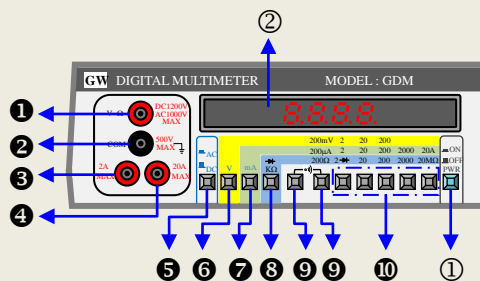 ②
GW DIGITAL MULTIMETER MODEL : GDM
8.8.8.8.
V Ω DC1200V AC1000V MAX
COM 500V MAX
2A MAX 20A MAX
AC DC V mA KΩ
200mV 2 20 200
200μA 2 20 200 2000 20A
200Ω 2 20 200 2000 20MΩ
ON OFF PWR
❶
❷
❸
❹
❺ ❻ ❼ ❽ ❾ ❾ ❿ ①